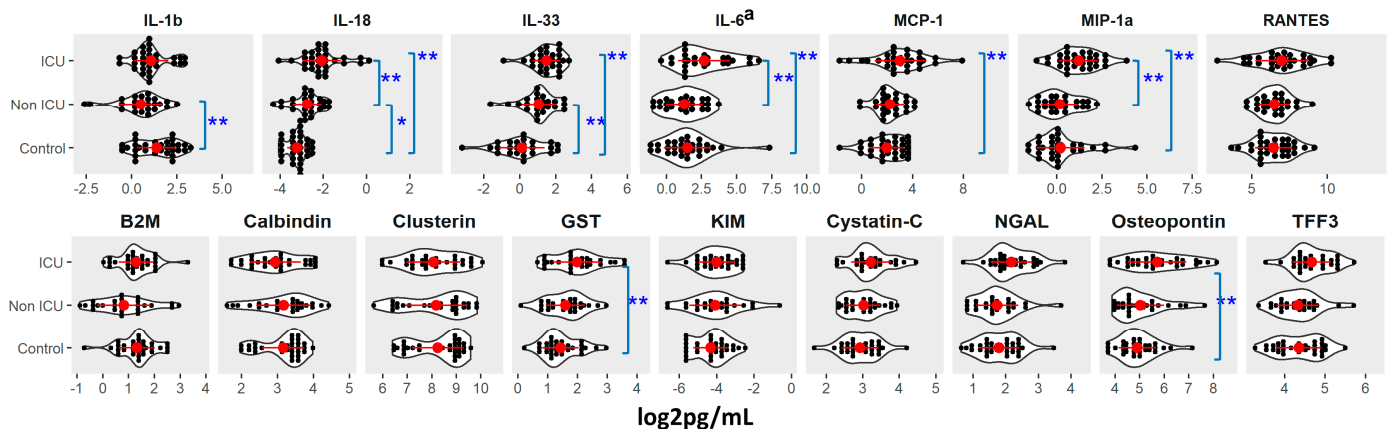 IL-1b IL-18 IL-33 IL-6ᵃ MCP-1 MIP-1a RANTES
ICU ** ** ** ** ** ** ** **
Non ICU ** * **
Control
-2.5 0.0 2.5 5.0 -4 -2 0 2 -2 0 2 4 6 0.0 2.5 5.0 7.5 10.0 0 4 8 0.0 2.5 5.0 7.5 5 10
B2M Calbindin Clusterin GST KIM Cystatin-C NGAL Osteopontin TFF3
ICU
Non ICU ** **
Control
-1 0 1 2 3 4 2 3 4 5 6 7 8 9 10 0 1 2 3 4 -6 -4 -2 0 2 3 4 5 1 2 3 4 4 5 6 7 8 4 5 6
log2pg/mL